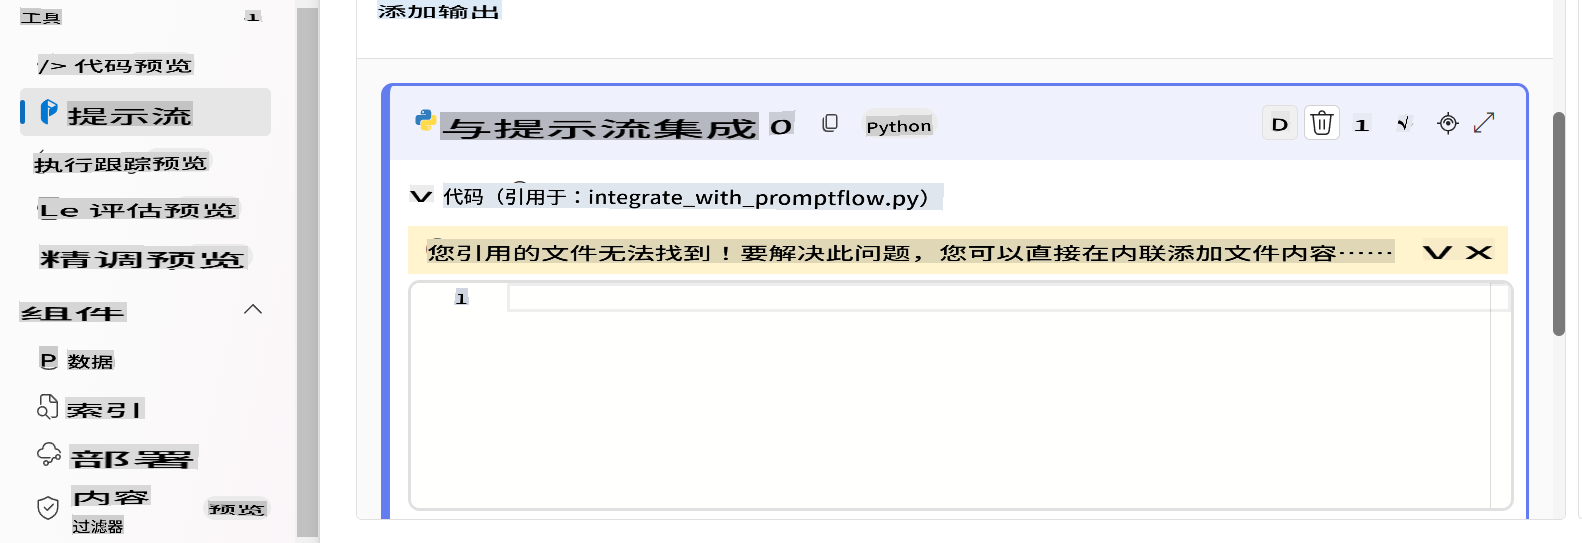 工具 1
/> 代码预览
提示流
执行跟踪预览
Le 评估预览
精调预览
组件
P 数据
索引
部署
内容 预览
过滤器
添加输出
与提示流集成 0 Python D 1
代码（引用于：integrate_with_promptflow.py）
您引用的文件无法找到！要解决此问题，您可以直接在内联添加文件内容……
1